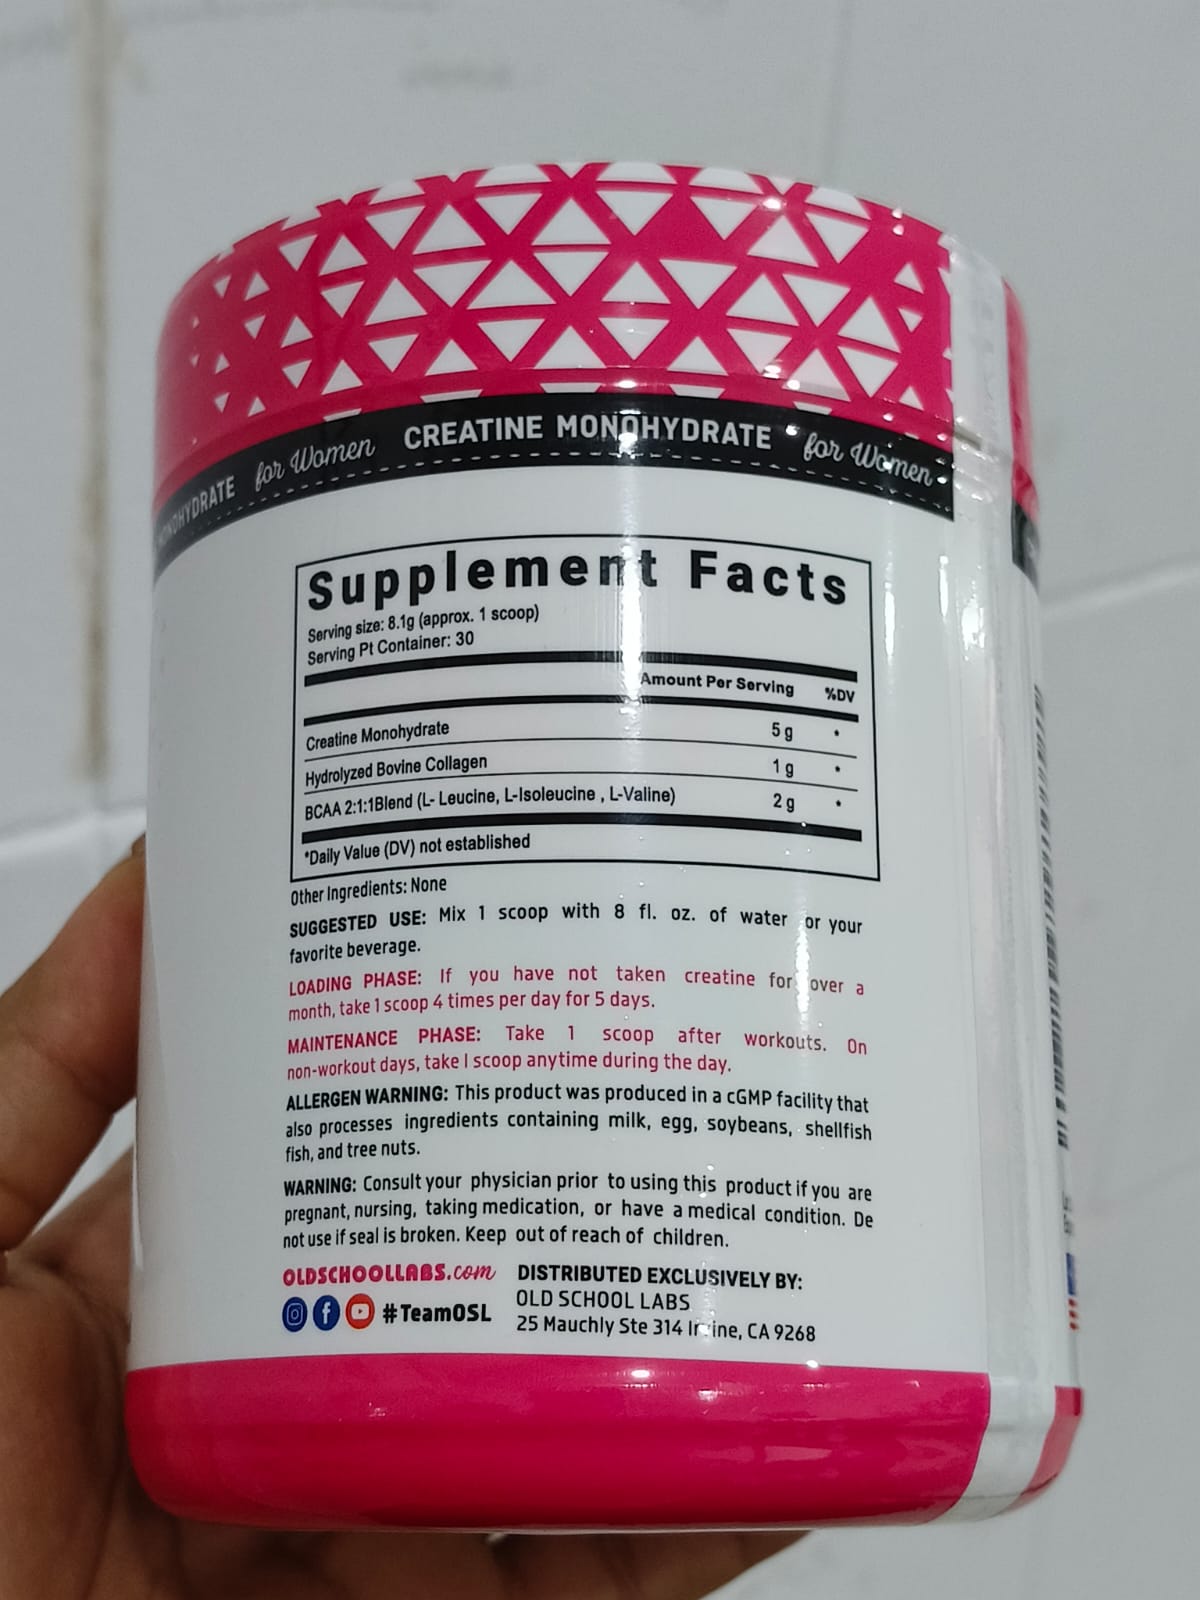 MONOHYDRATE for Women CREATINE MONOHYDRATE for Women
Supplement Facts
Serving size: 8.1g (approx. 1 scoop)
Serving Pt Container: 30
Amount Per Serving %DV
Creatine Monohydrate 5 g *
Hydrolyzed Bovine Collagen 1 g *
BCAA 2:1:1Blend (L- Leucine, L-Isoleucine , L-Valine) 2 g *
*Daily Value (DV) not established
Other Ingredients: None
SUGGESTED USE: Mix 1 scoop with 8 fl. oz. of water or your
favorite beverage.
LOADING PHASE: If you have not taken creatine for over a
month, take 1 scoop 4 times per day for 5 days.
MAINTENANCE PHASE: Take 1 scoop after workouts. On
non-workout days, take I scoop anytime during the day.
ALLERGEN WARNING: This product was produced in a cGMP facility that
also processes ingredients containing milk, egg, soybeans, shellfish
fish, and tree nuts.
WARNING: Consult your physician prior to using this product if you are
pregnant, nursing, taking medication, or have a medical condition. De
not use if seal is broken. Keep out of reach of children.
OLDSCHOOLLABS.com
#TeamOSL
DISTRIBUTED EXCLUSIVELY BY:
OLD SCHOOL LABS
25 Mauchly Ste 314 Irvine, CA 9268